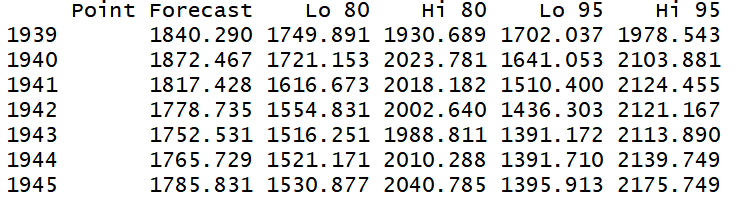 Point Forecast Lo 80 Hi 80 Lo 95 Hi 95
1939 1840.290 1749.891 1930.689 1702.037 1978.543
1940 1872.467 1721.153 2023.781 1641.053 2103.881
1941 1817.428 1616.673 2018.182 1510.400 2124.455
1942 1778.735 1554.831 2002.640 1436.303 2121.167
1943 1752.531 1516.251 1988.811 1391.172 2113.890
1944 1765.729 1521.171 2010.288 1391.710 2139.749
1945 1785.831 1530.877 2040.785 1395.913 2175.749